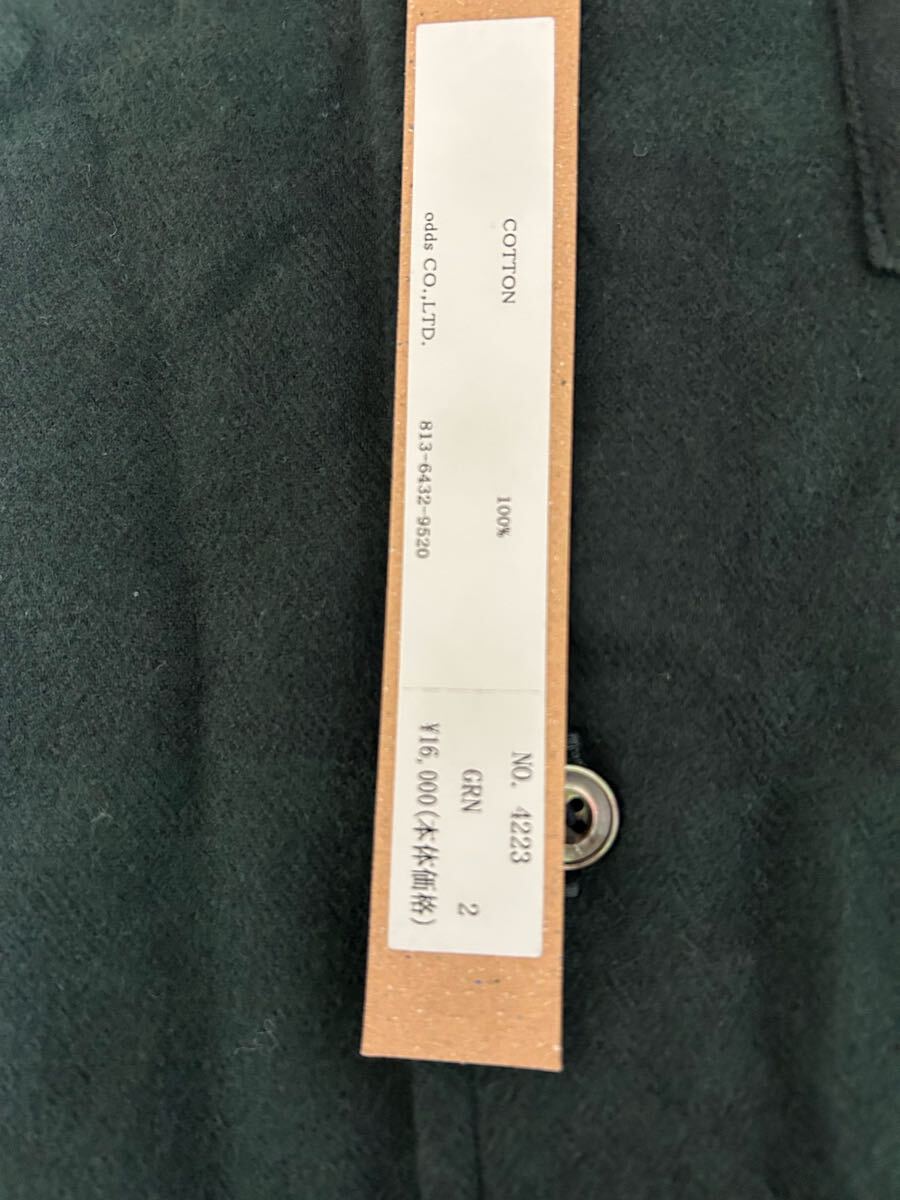 COTTON 100%
odds CO.,LTD. 813-6432-9520
NO. 4223
GRN 2
¥16,000(本体価格)